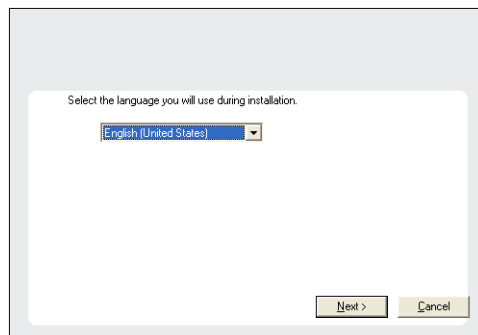 Select the language you will use during installation.
English (United States)
Next >
Cancel